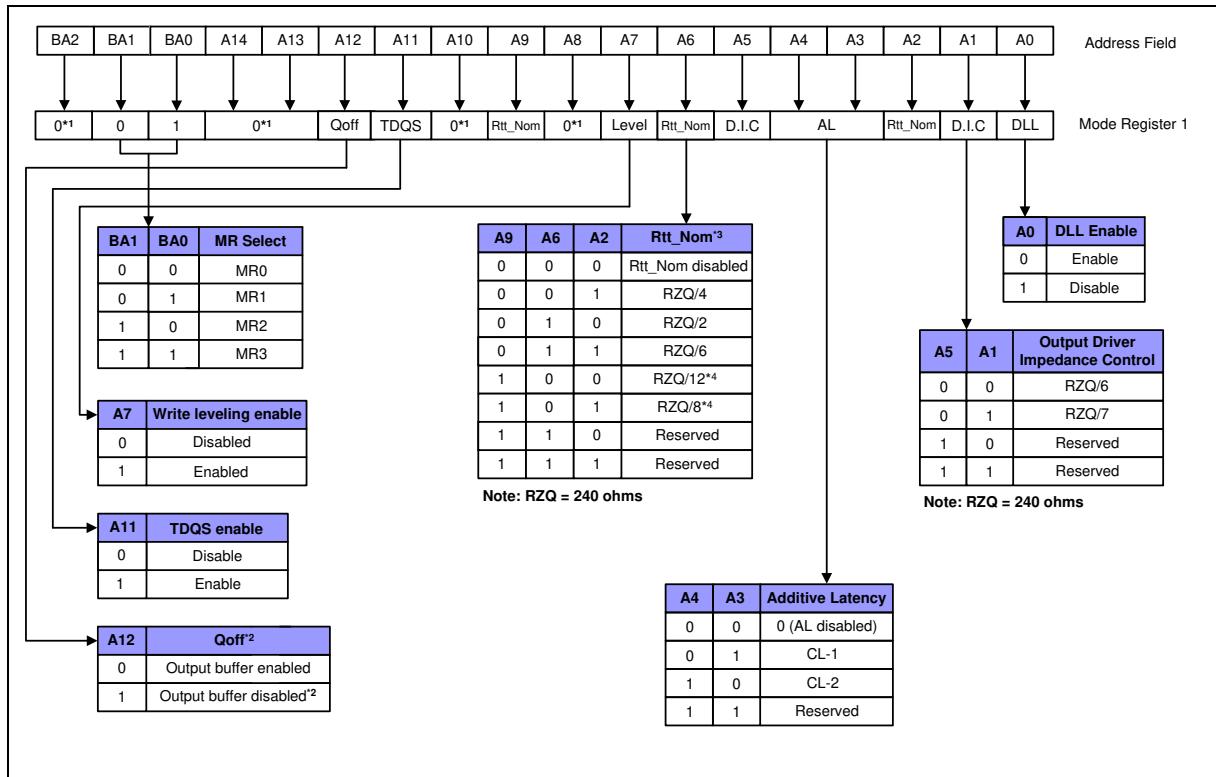 BA2 BA1 BA0 A14 A13 A12 A11 A10 A9 A8 A7 A6 A5 A4 A3 A2 A1 A0 Address Field
0*1 0 1 0*1 Qoff TDQS 0*1 Rtt_Nom 0*1 Level Rtt_Nom D.I.C AL Rtt_Nom D.I.C DLL Mode Register 1
BA1 BA0 MR Select
0 0 MR0
0 1 MR1
1 0 MR2
1 1 MR3
A7 Write leveling enable
0 Disabled
1 Enabled
A11 TDQS enable
0 Disable
1 Enable
A12 Qoff*2
0 Output buffer enabled
1 Output buffer disabled*2
A9 A6 A2 Rtt_Nom*3
0 0 0 Rtt_Nom disabled
0 0 1 RZQ/4
0 1 0 RZQ/2
0 1 1 RZQ/6
1 0 0 RZQ/12*4
1 0 1 RZQ/8*4
1 1 0 Reserved
1 1 1 Reserved
Note: RZQ = 240 ohms
A4 A3 Additive Latency
0 0 0 (AL disabled)
0 1 CL-1
1 0 CL-2
1 1 Reserved
A0 DLL Enable
0 Enable
1 Disable
A5 A1 Output Driver
Impedance Control
0 0 RZQ/6
0 1 RZQ/7
1 0 Reserved
1 1 Reserved
Note: RZQ = 240 ohms